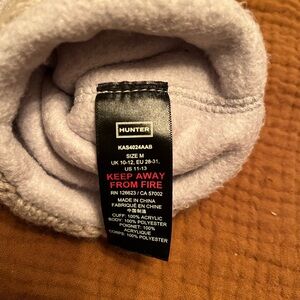 HUNTER
KAS4024AAB
SIZE M
UK 10-12, EU 28-31,
US 11-13
KEEP AWAY
FROM FIRE
RN 126623 / CA 57002
MADE IN CHINA
FABRIQUÉ EN CHINE
中国制造
CUFF: 100% ACRYLIC
BODY: 100% POLYESTER
POIGNET: 100%
ACRYLIQUE
CORPS: 100% POLYESTER